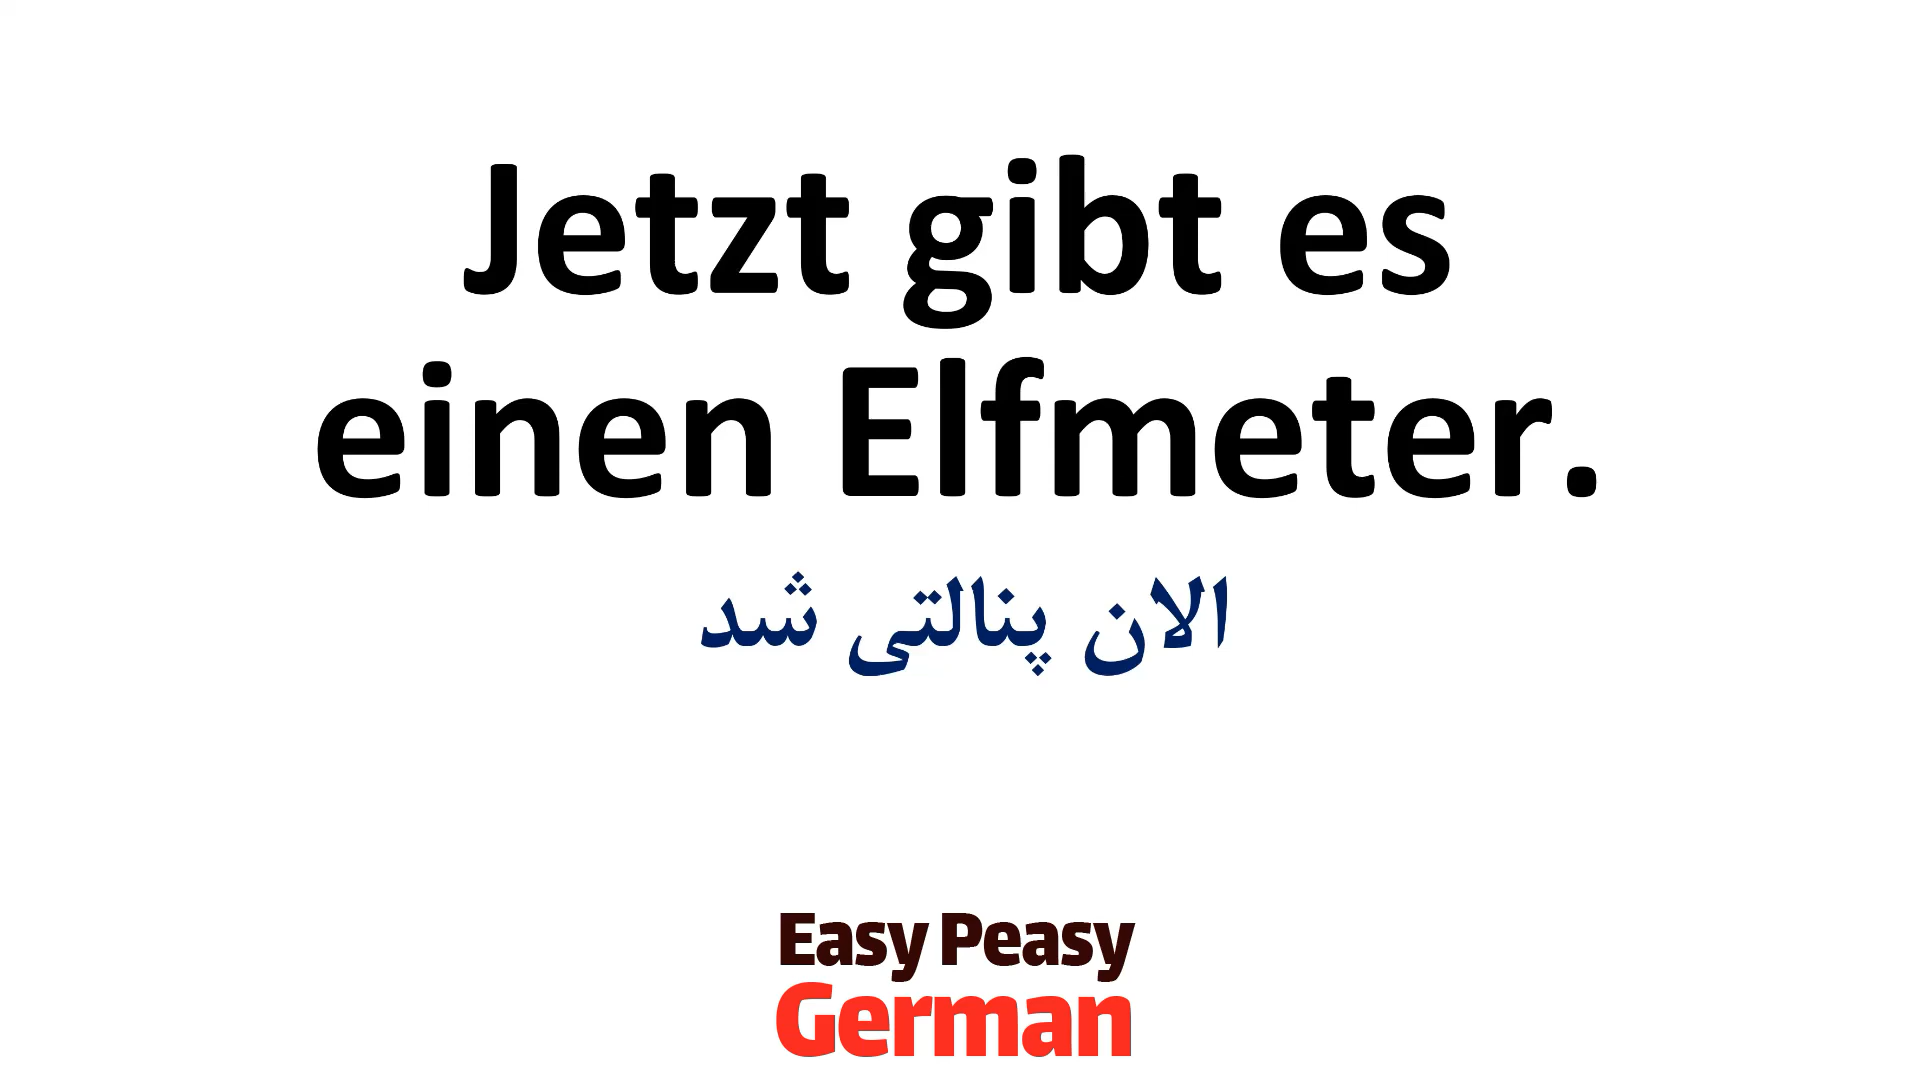 Jetzt gibt es
einen Elfmeter.
الان پنالتی شد
Easy Peasy
German